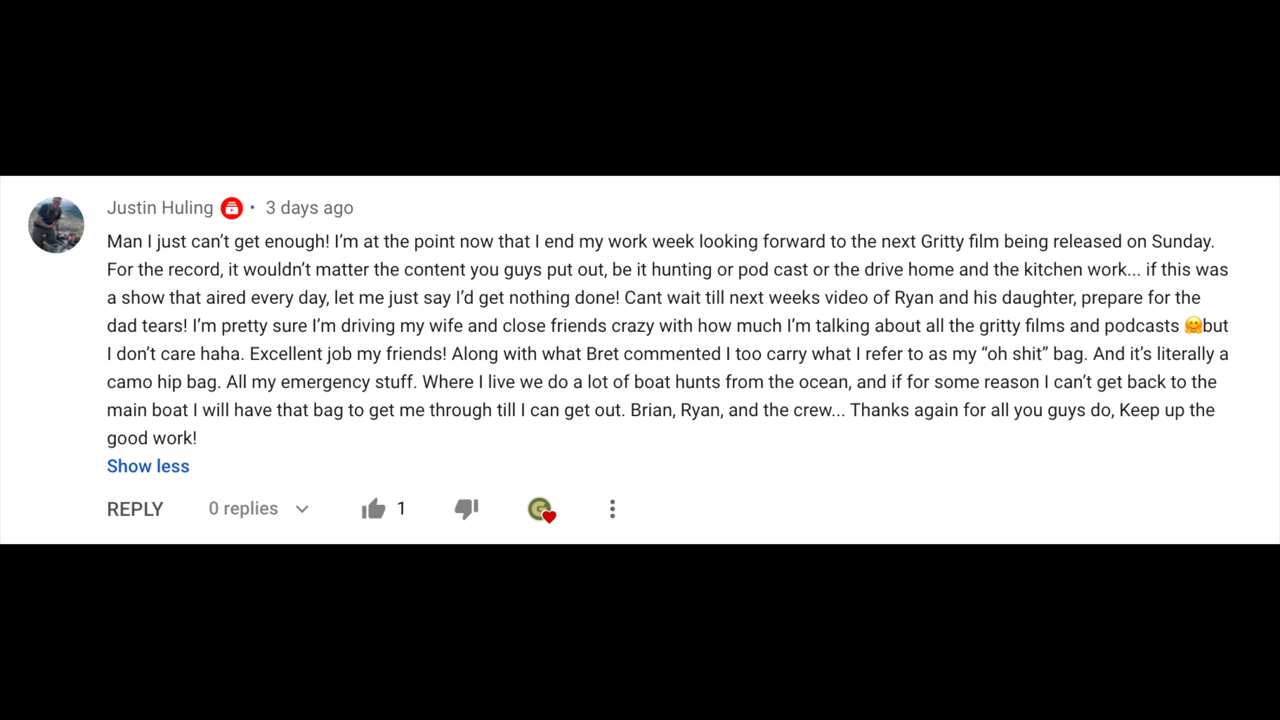 Justin Huling • 3 days ago
Man I just can’t get enough! I’m at the point now that I end my work week looking forward to the next Gritty film being released on Sunday.
For the record, it wouldn’t matter the content you guys put out, be it hunting or pod cast or the drive home and the kitchen work... if this was
a show that aired every day, let me just say I’d get nothing done! Cant wait till next weeks video of Ryan and his daughter, prepare for the
dad tears! I’m pretty sure I’m driving my wife and close friends crazy with how much I’m talking about all the gritty films and podcasts 🤗but
I don’t care haha. Excellent job my friends! Along with what Bret commented I too carry what I refer to as my “oh shit” bag. And it’s literally a
camo hip bag. All my emergency stuff. Where I live we do a lot of boat hunts from the ocean, and if for some reason I can’t get back to the
main boat I will have that bag to get me through till I can get out. Brian, Ryan, and the crew... Thanks again for all you guys do, Keep up the
good work!
Show less
REPLY 0 replies 1